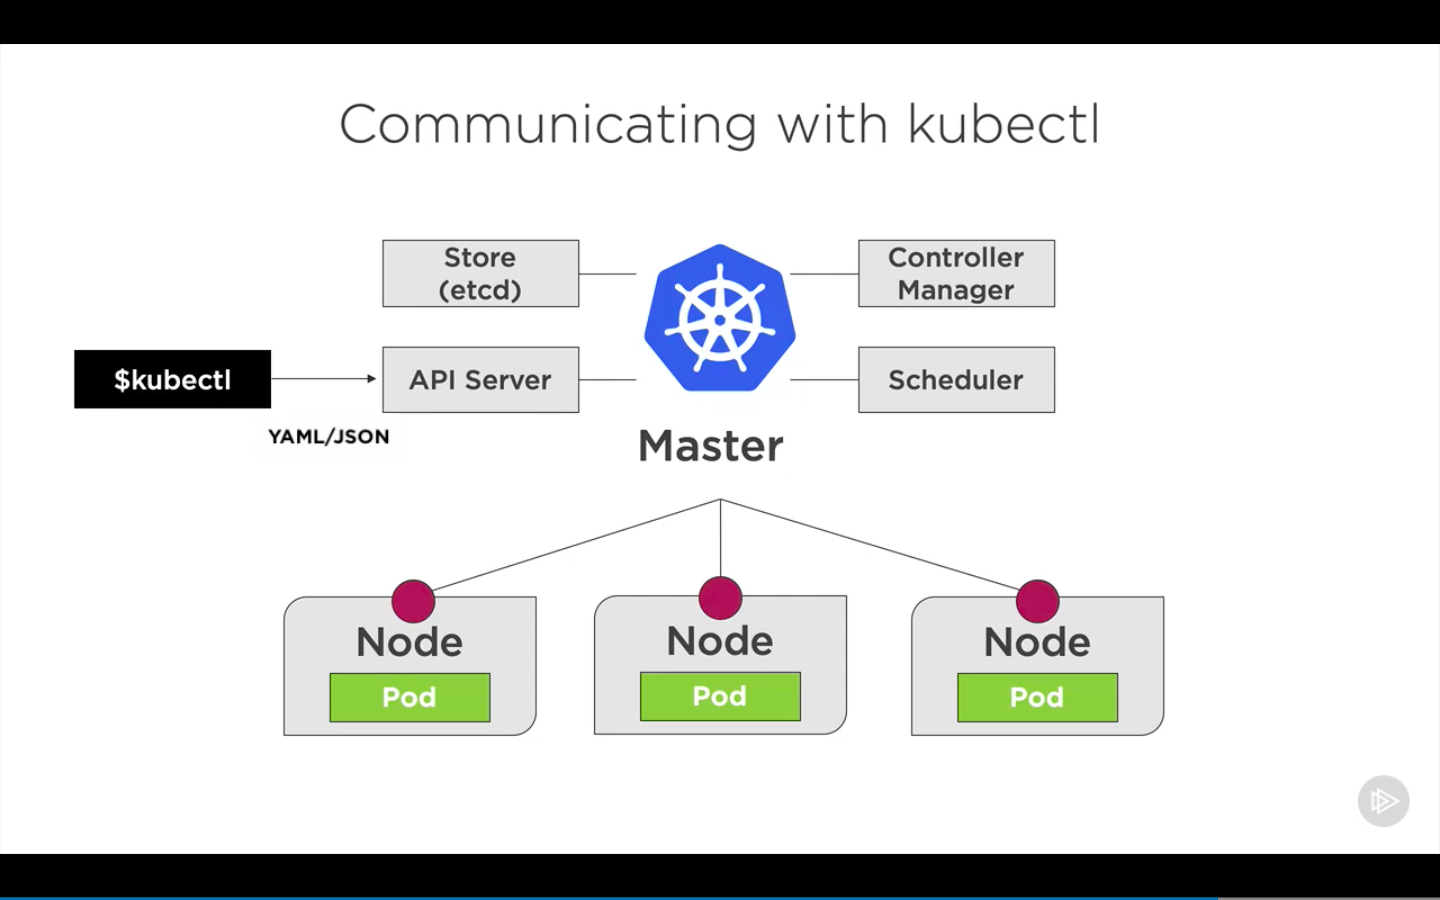 Communicating with kubectl
Store
(etcd)
Controller
Manager
$kubectl
API Server
Scheduler
YAML/JSON
Master
Node
Node
Node
Pod
Pod
Pod